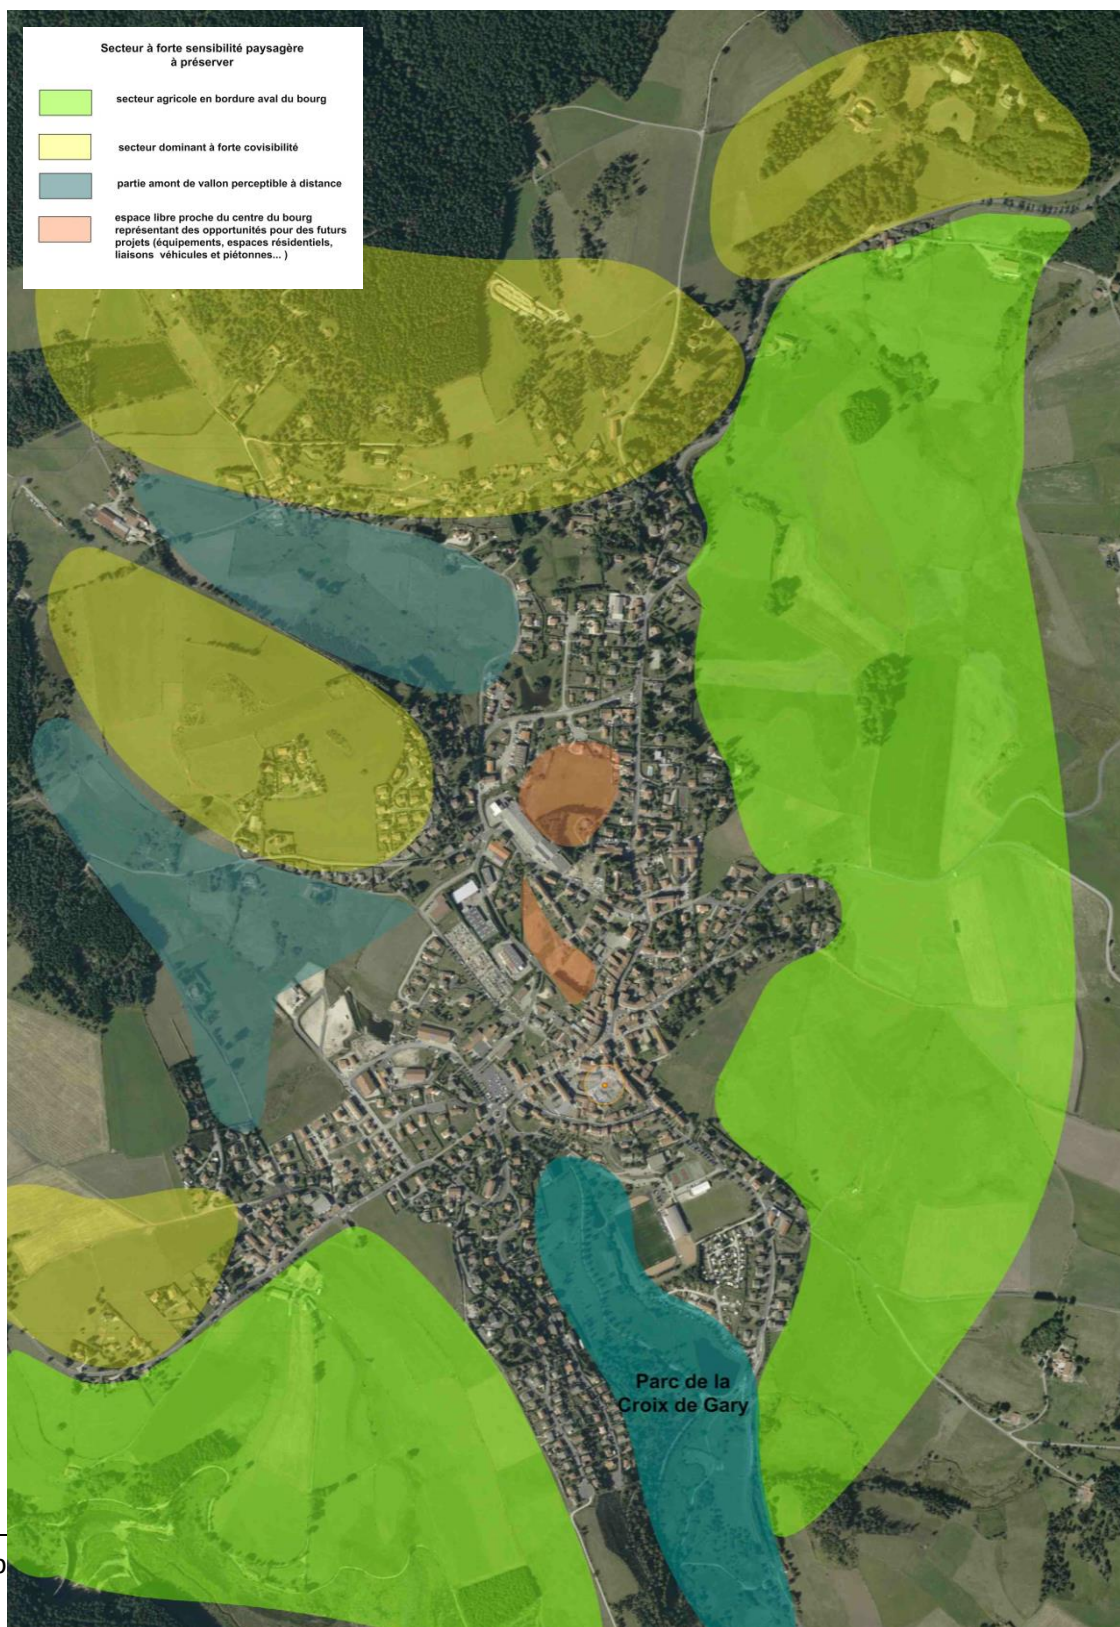 Secteur à forte sensibilité paysagère
à préserver
secteur agricole en bordure aval du bourg
secteur dominant à forte covisibilité
partie amont de vallon perceptible à distance
espace libre proche du centre du bourg
représentant des opportunités pour des futurs
projets (équipements, espaces résidentiels,
liaisons véhicules et piétonnes... )
Parc de la
Croix de Gary